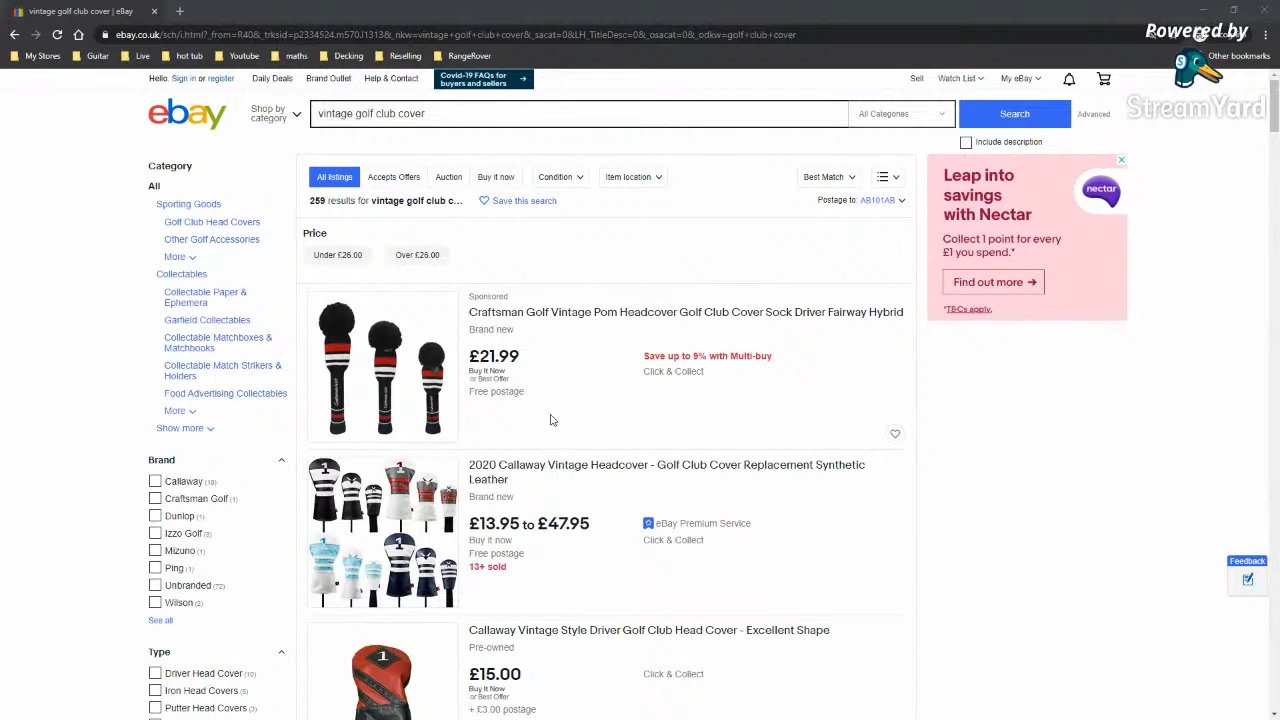 vintage golf club cover | eBay
ebay.co.uk/sch/i.html?_from=R40&_trksid=p2334524.m570.l1313&_nkw=vintage+golf+club+cover&_sacat=0&LH_TitleDesc=0&_osacat=0&_odkw=golf+club+cover
My Stores Guitar Live hot tub Youtube maths Decking Reselling RangeRover Other bookmarks
Powered by
StreamYard
Hello. Sign in or register Daily Deals Brand Outlet Help & Contact Covid-19 FAQs for buyers and sellers → Sell Watch List My eBay
ebay Shop by category vintage golf club cover All Categories Search Advanced
Include description
Category
All
Sporting Goods
Golf Club Head Covers
Other Golf Accessories
More
Collectables
Collectable Paper &
Ephemera
Garfield Collectables
Collectable Matchboxes &
Matchbooks
Collectable Match Strikers &
Holders
Food Advertising Collectables
More
Show more
Brand
Callaway (19)
Craftsman Golf (1)
Dunlop (1)
Izzo Golf (3)
Mizuno (1)
Ping (1)
Unbranded (72)
Wilson (2)
See all
Type
Driver Head Cover (10)
Iron Head Covers (5)
Putter Head Covers (3)
All listings Accepts Offers Auction Buy it now Condition Item location Best Match
259 results for vintage golf club c... Save this search Postage to: AB101AB
Price
Under £26.00 Over £26.00
Sponsored
Craftsman Golf Vintage Pom Headcover Golf Club Cover Sock Driver Fairway Hybrid
Brand new
£21.99 Save up to 9% with Multi-buy
Buy It Now Click & Collect
or Best Offer
Free postage
2020 Callaway Vintage Headcover - Golf Club Cover Replacement Synthetic
Leather
Brand new
£13.95 to £47.95 eBay Premium Service
Buy it now Click & Collect
Free postage
13+ sold
Callaway Vintage Style Driver Golf Club Head Cover - Excellent Shape
Pre-owned
£15.00 Click & Collect
Buy It Now
or Best Offer
+ £3.00 postage
1
Leap into
savings
with Nectar
nectar
Collect 1 point for every
£1 you spend.*
Find out more →
*T&Cs apply.
Feedback